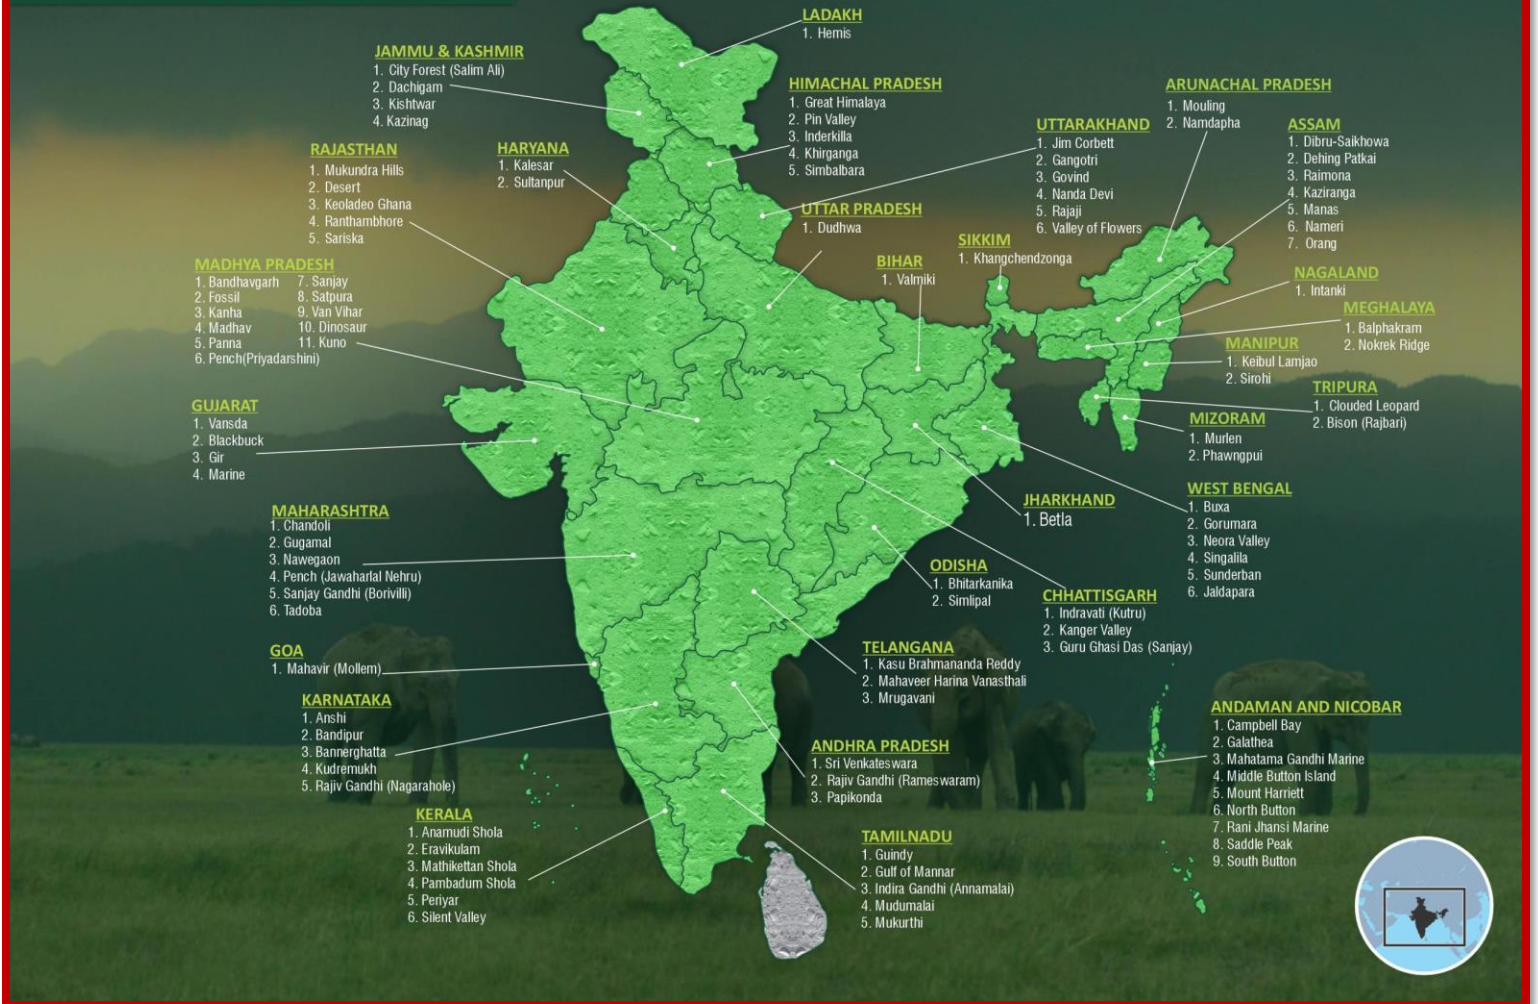 LADAKH
1. Hemis
JAMMU & KASHMIR
1. City Forest (Salim Ali)
2. Dachigam
3. Kishtwar
4. Kazinag
HIMACHAL PRADESH
1. Great Himalaya
2. Pin Valley
3. Inderkilla
4. Khirganga
5. Simbalbara
ARUNACHAL PRADESH
1. Mouling
2. Namdapha
UTTARAKHAND
1. Jim Corbett
2. Gangotri
3. Govind
4. Nanda Devi
5. Rajaji
6. Valley of Flowers
ASSAM
1. Dibru-Saikhowa
2. Dehing Patkai
3. Raimona
4. Kaziranga
5. Manas
6. Nameri
7. Orang
RAJASTHAN
1. Mukundra Hills
2. Desert
3. Keoladeo Ghana
4. Ranthambhore
5. Sariska
HARYANA
1. Kalesar
2. Sultanpur
UTTAR PRADESH
1. Dudhwa
SIKKIM
1. Khangchendzonga
BIHAR
1. Valmiki
MADHYA PRADESH
1. Bandhavgarh 7. Sanjay
2. Fossil 8. Satpura
3. Kanha 9. Van Vihar
4. Madhav 10. Dinosaur
5. Panna 11. Kuno
6. Pench(Priyadarshini)
NAGALAND
1. Intanki
MEGHALAYA
1. Balphakram
2. Nokrek Ridge
MANIPUR
1. Keibul Lamjao
2. Sirohi
TRIPURA
1. Clouded Leopard
2. Bison (Rajbari)
GUJARAT
1. Vansda
2. Blackbuck
3. Gir
4. Marine
MIZORAM
1. Murlen
2. Phawngpui
WEST BENGAL
1. Buxa
2. Gorumara
3. Neora Valley
4. Singalila
5. Sunderban
6. Jaldapara
JHARKHAND
1. Betla
MAHARASHTRA
1. Chandoli
2. Gugamal
3. Nawegaon
4. Pench (Jawaharlal Nehru)
5. Sanjay Gandhi (Borivilli)
6. Tadoba
ODISHA
1. Bhitarkanika
2. Simlipal
CHHATTISGARH
1. Indravati (Kutru)
2. Kanger Valley
3. Guru Ghasi Das (Sanjay)
GOA
1. Mahavir (Mollem)
TELANGANA
1. Kasu Brahmananda Reddy
2. Mahaveer Harina Vanasthali
3. Mrugavani
KARNATAKA
1. Anshi
2. Bandipur
3. Bannerghatta
4. Kudremukh
5. Rajiv Gandhi (Nagarahole)
ANDAMAN AND NICOBAR
1. Campbell Bay
2. Galathea
3. Mahatama Gandhi Marine
4. Middle Button Island
5. Mount Harriett
6. North Button
7. Rani Jhansi Marine
8. Saddle Peak
9. South Button
ANDHRA PRADESH
1. Sri Venkateswara
2. Rajiv Gandhi (Rameswaram)
3. Papikonda
KERALA
1. Anamudi Shola
2. Eravikulam
3. Mathikettan Shola
4. Pambadum Shola
5. Periyar
6. Silent Valley
TAMILNADU
1. Guindy
2. Gulf of Mannar
3. Indira Gandhi (Annamalai)
4. Mudumalai
5. Mukurthi